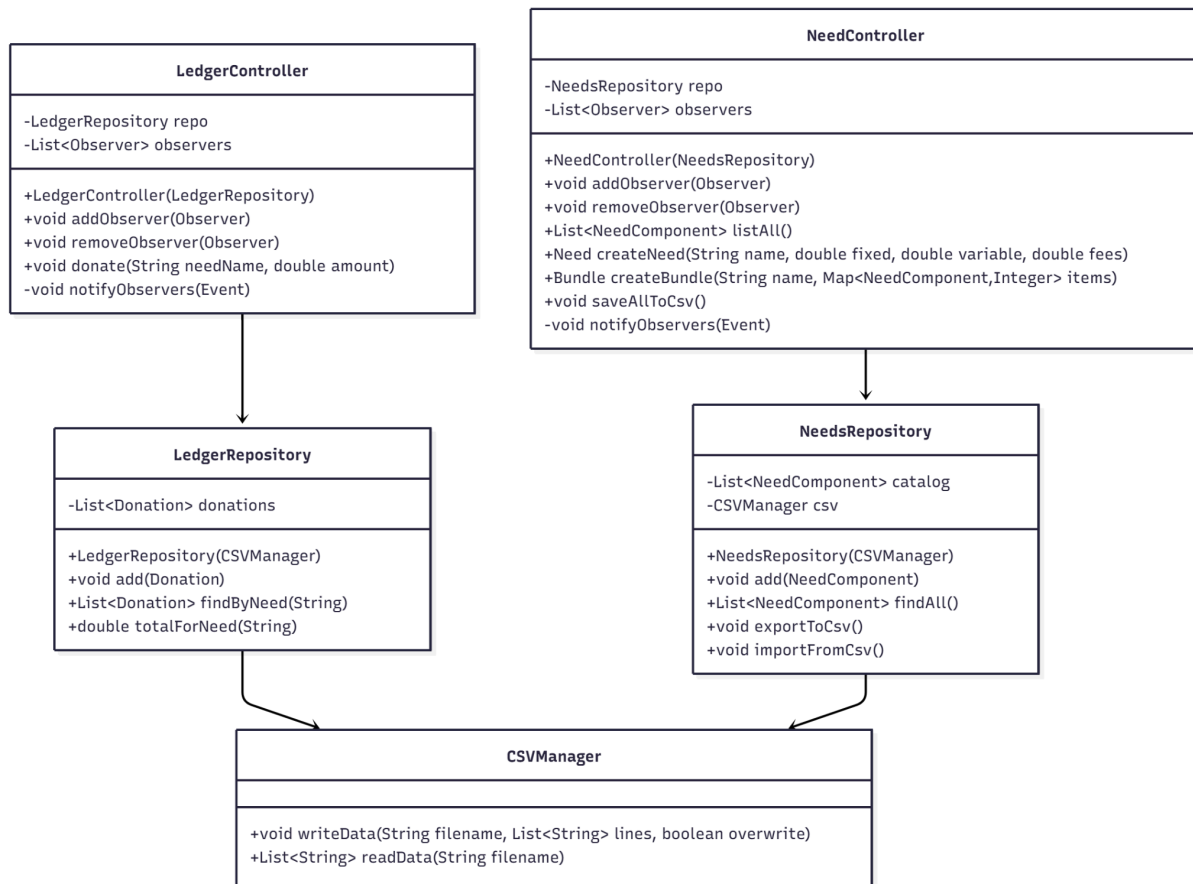 LedgerController
-LedgerRepository repo
-List<Observer> observers
+LedgerController(LedgerRepository)
+void addObserver(Observer)
+void removeObserver(Observer)
+void donate(String needName, double amount)
-void notifyObservers(Event)
NeedController
-NeedsRepository repo
-List<Observer> observers
+NeedController(NeedsRepository)
+void addObserver(Observer)
+void removeObserver(Observer)
+List<NeedComponent> listAll()
+Need createNeed(String name, double fixed, double variable, double fees)
+Bundle createBundle(String name, Map<NeedComponent,Integer> items)
+void saveAllToCsv()
-void notifyObservers(Event)
LedgerRepository
-List<Donation> donations
+LedgerRepository(CSVManager)
+void add(Donation)
+List<Donation> findByNeed(String)
+double totalForNeed(String)
NeedsRepository
-List<NeedComponent> catalog
-CSVManager csv
+NeedsRepository(CSVManager)
+void add(NeedComponent)
+List<NeedComponent> findAll()
+void exportToCsv()
+void importFromCsv()
CSVManager
+void writeData(String filename, List<String> lines, boolean overwrite)
+List<String> readData(String filename)